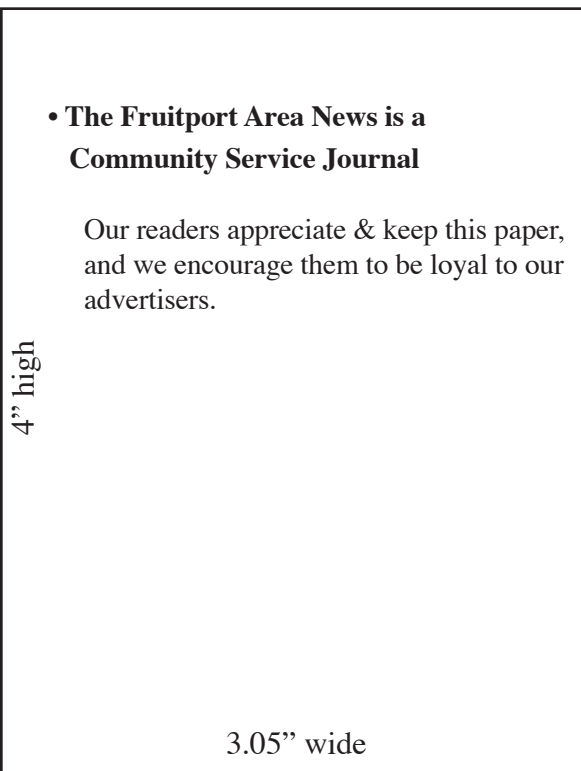 • The Fruitport Area News is a
Community Service Journal
Our readers appreciate & keep this paper,
and we encourage them to be loyal to our
advertisers.
4” high
3.05” wide